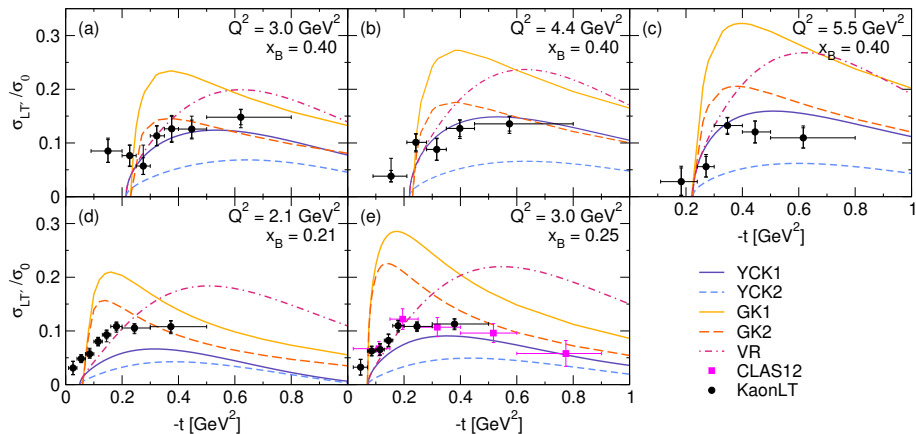 (a) Q² = 3.0 GeV²
x_B = 0.40
(b) Q² = 4.4 GeV²
x_B = 0.40
(c) Q² = 5.5 GeV²
x_B = 0.40
0.3
0.2
0.1
0
σ_LT′/σ_0
(d) Q² = 2.1 GeV²
x_B = 0.21
(e) Q² = 3.0 GeV²
x_B = 0.25
0.3
0.2
0.1
0
σ_LT′/σ_0
0.2 0.4 0.6 0.8 1
-t [GeV²]
0 0.2 0.4 0.6 0.8 0
-t [GeV²]
0.2 0.4 0.6 0.8 1
-t [GeV²]
YCK1
YCK2
GK1
GK2
VR
CLAS12
KaonLT